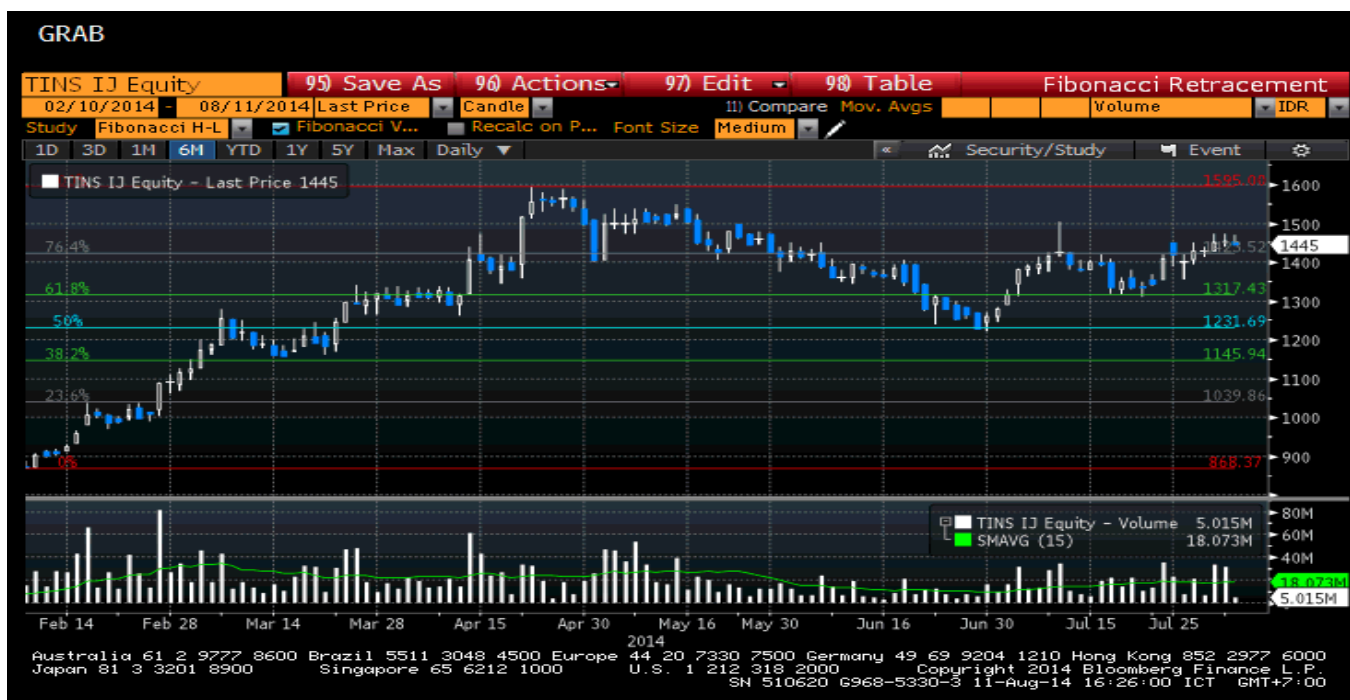 GRAB
TINS IJ Equity 95) Save As 96) Actions 97) Edit 98) Table Fibonacci Retracement
02/10/2014 - 08/11/2014 Last Price Candle 11) Compare Mov. Avgs Volume IDR
Study Fibonacci H-L Fibonacci V... Recalc on P... Font Size Medium
1D 3D 1M 6M YTD 1Y 5Y Max Daily ▼ « Security/Study Event
TINS IJ Equity - Last Price 1445
1595.08
1600
1500
76.4% 1423.52 1445
1400
61.8% 1317.43
1300
50% 1231.69
1200
38.2% 1145.94
1100
23.6% 1039.86
1000
0% 868.37 900
TINS IJ Equity - Volume 5.015M
SMAVG (15) 18.073M
80M
60M
40M
18.073M
5.015M
Feb 14 Feb 28 Mar 14 Mar 28 Apr 15 Apr 30 May 16 May 30 Jun 16 Jun 30 Jul 15 Jul 25
2014
Australia 61 2 9777 8600 Brazil 5511 3048 4500 Europe 44 20 7330 7500 Germany 49 69 9204 1210 Hong Kong 852 2977 6000
Japan 81 3 3201 8900 Singapore 65 6212 1000 U.S. 1 212 318 2000 Copyright 2014 Bloomberg Finance L.P.
SN 510620 G968-5330-3 11-Aug-14 16:26:00 ICT GMT+7:00